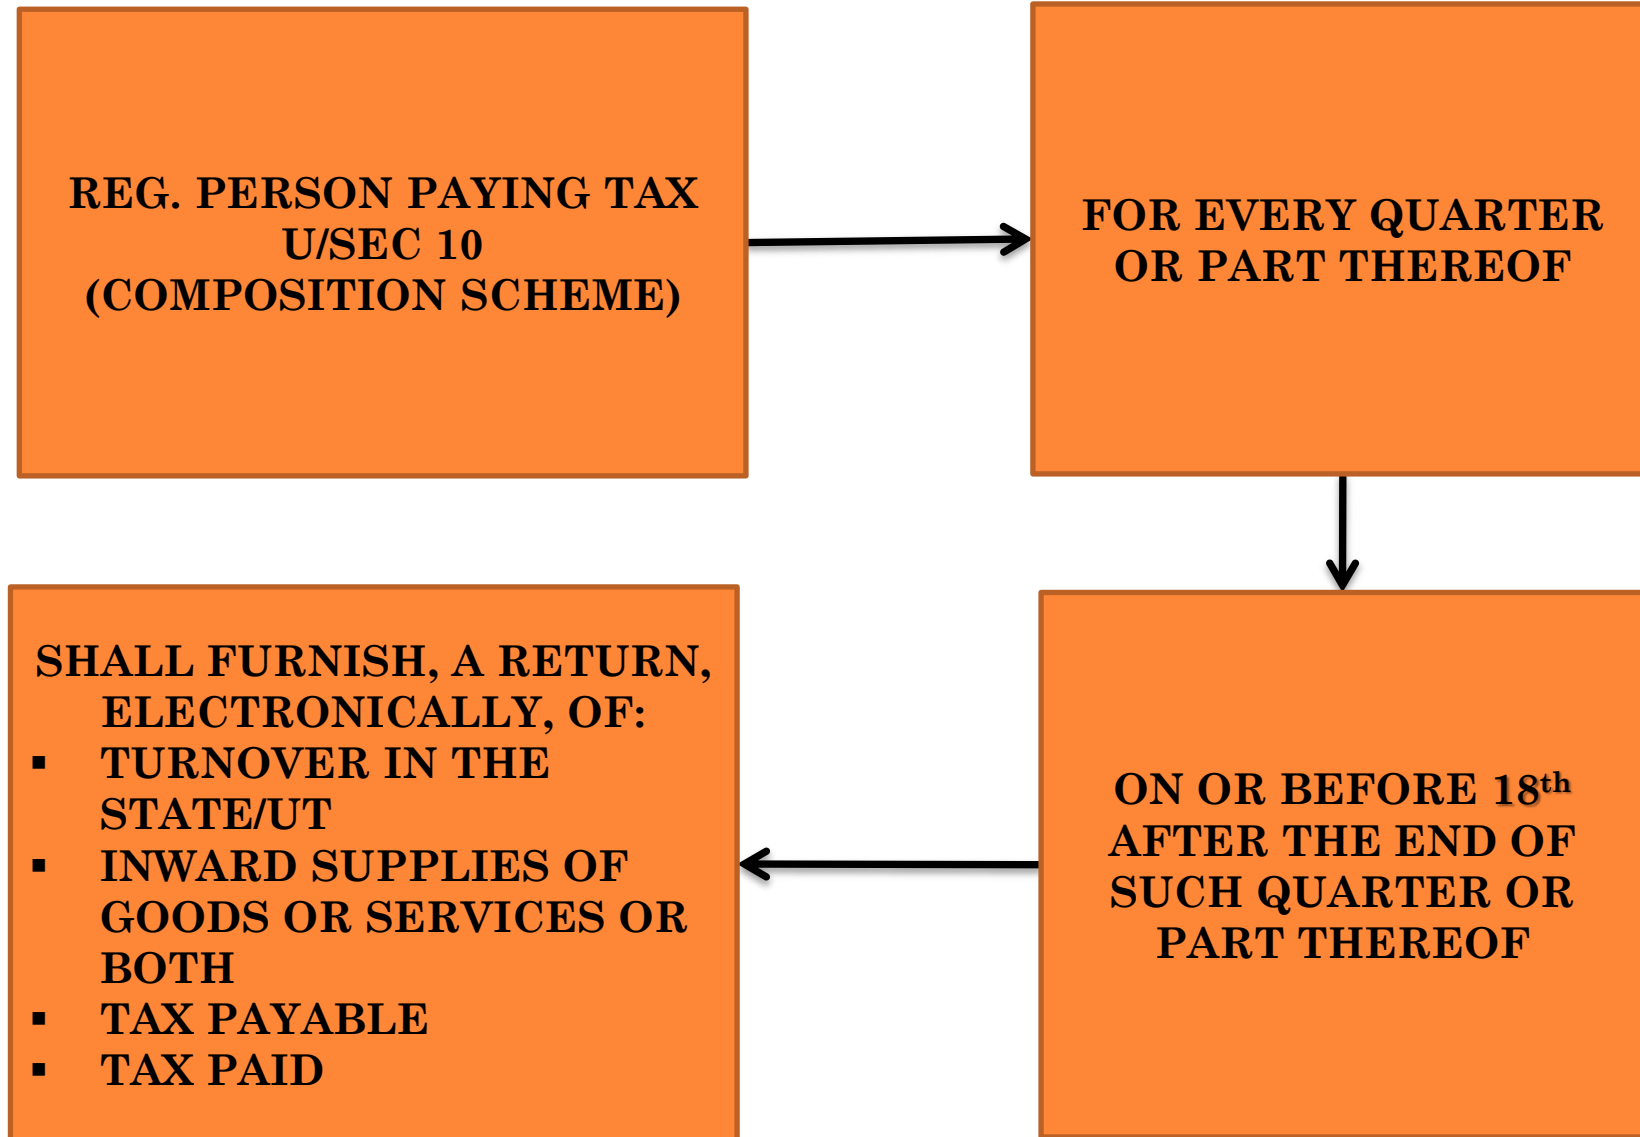 REG. PERSON PAYING TAX
U/SEC 10
(COMPOSITION SCHEME)
FOR EVERY QUARTER
OR PART THEREOF
ON OR BEFORE 18th
AFTER THE END OF
SUCH QUARTER OR
PART THEREOF
SHALL FURNISH, A RETURN,
ELECTRONICALLY, OF:
▪ TURNOVER IN THE
STATE/UT
▪ INWARD SUPPLIES OF
GOODS OR SERVICES OR
BOTH
▪ TAX PAYABLE
▪ TAX PAID